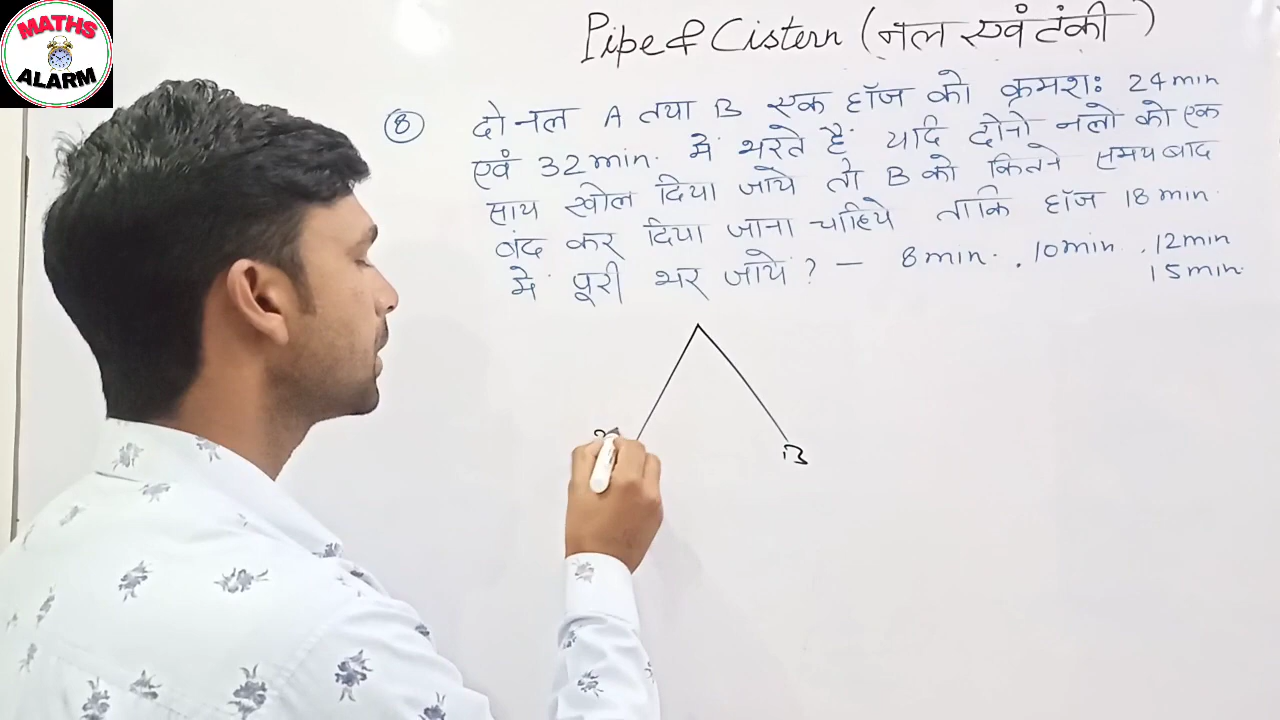 MATHS
ALARM
Pipe & Cistern (नल एवं टंकी)
8 दो नल A तथा B एक हॉज को क्रमशः 24 min
एवं 32 min. में भरते हैं यदि दोनो नलो को एक
साथ खोल दिया जाये तो B को कितने समय बाद
बंद कर दिया जाना चाहिये ताकि हॉज 18 min.
मे पूरी भर जाये ? - 8 min. , 10 min , 12 min
15 min.
B